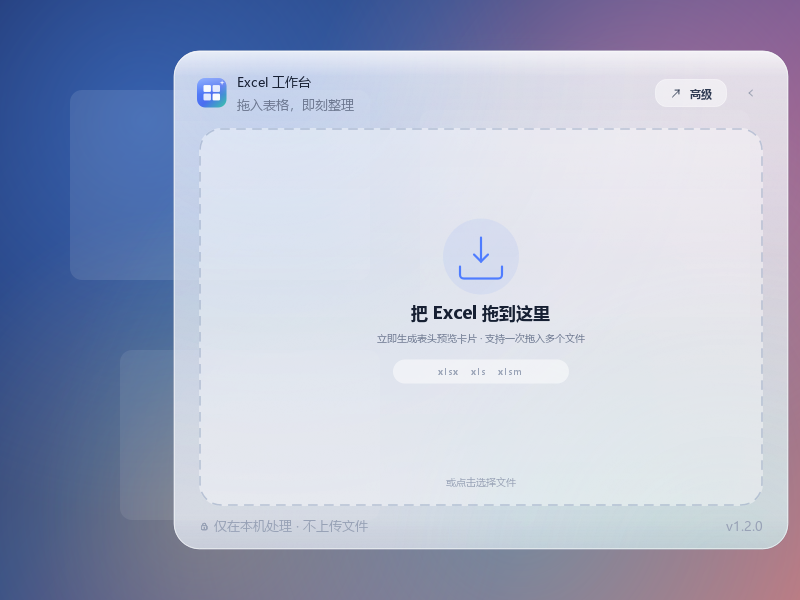 Excel 工作台
拖入表格，即刻整理
高级
把 Excel 拖到这里
立即生成表头预览卡片 · 支持一次拖入多个文件
xlsx xls xlsm
或点击选择文件
仅在本机处理 · 不上传文件
v1.2.0